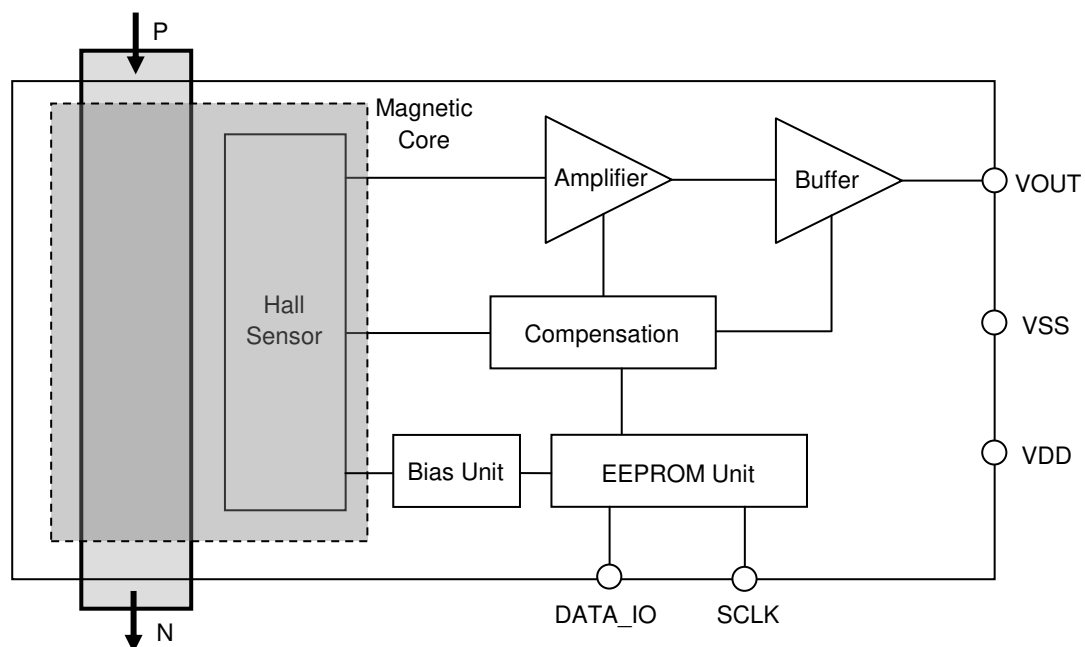 P
Magnetic
Core
Amplifier
Buffer
VOUT
Hall
Sensor
Compensation
VSS
Bias Unit
EEPROM Unit
VDD
DATA_IO
SCLK
N